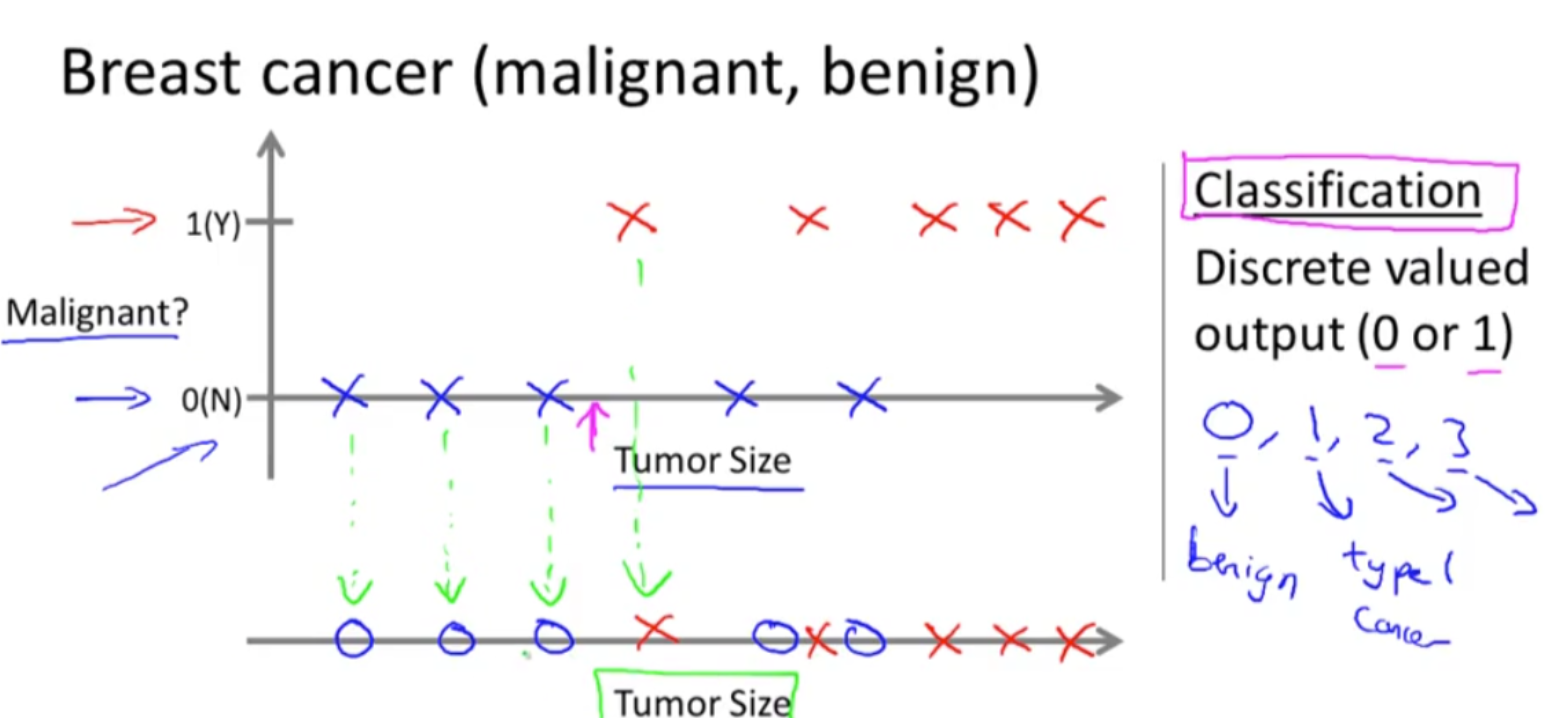 Breast cancer (malignant, benign)
1(Y)
Malignant?
0(N)
Tumor Size
Tumor Size
Classification
Discrete valued
output (0 or 1)
0, 1, 2, 3
benign type 1
cancer